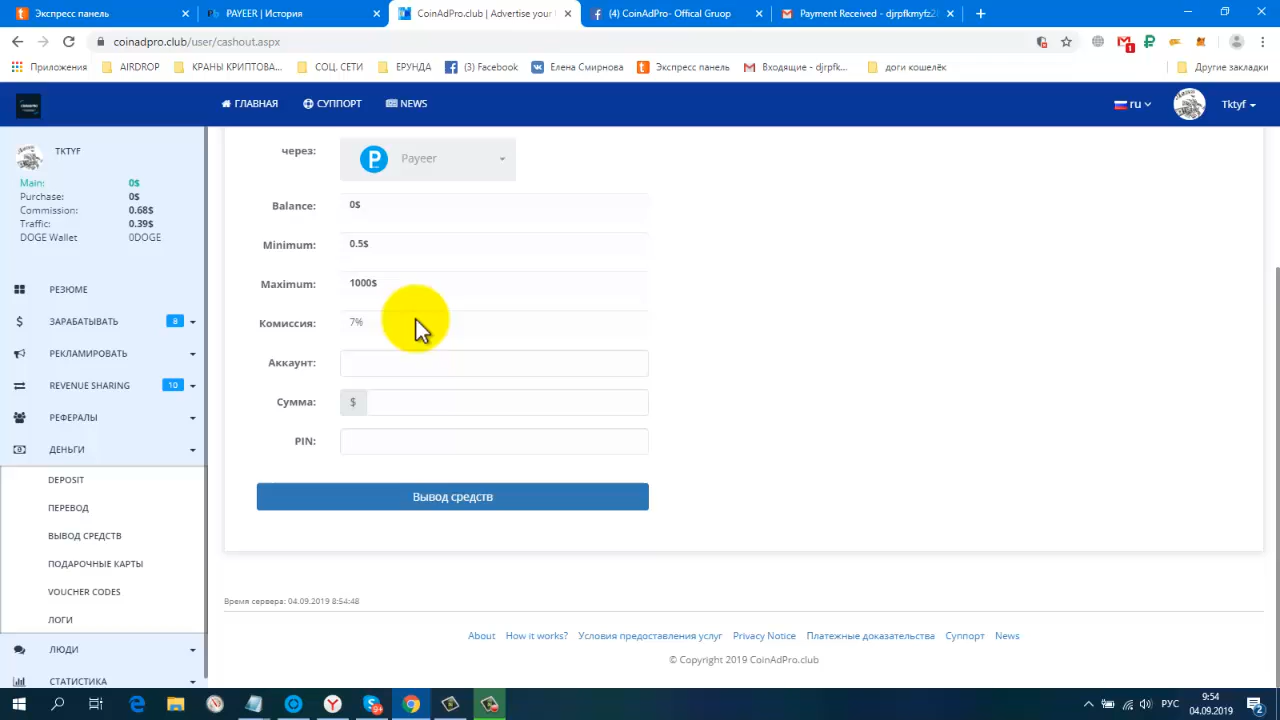 Экспресс панель
PAYEER | История
CoinAdPro.club | Advertise your
(4) CoinAdPro- Offical Gruop
Payment Received - djrpfkmyfz2
coinadpro.club/user/cashout.aspx
1
Приложения
AIRDROP
КРАНЫ КРИПТОВА...
СОЦ. СЕТИ
ЕРУНДА
(3) Facebook
Елена Смирнова
Экспресс панель
Входящие - djrpfk...
доги кошелёк
Другие закладки
ГЛАВНАЯ
СУППОРТ
NEWS
ru
Tktyf
TKTYF
Main: 0$
Purchase: 0$
Commission: 0.68$
Traffic: 0.39$
DOGE Wallet 0DOGE
РЕЗЮМЕ
ЗАРАБАТЫВАТЬ 8
РЕКЛАМИРОВАТЬ
REVENUE SHARING 10
РЕФЕРАЛЫ
ДЕНЬГИ
DEPOSIT
ПЕРЕВОД
ВЫВОД СРЕДСТВ
ПОДАРОЧНЫЕ КАРТЫ
VOUCHER CODES
ЛОГИ
ЛЮДИ
СТАТИСТИКА
через: Payeer
Balance: 0$
Minimum: 0.5$
Maximum: 1000$
Комиссия: 7%
Аккаунт:
Сумма: $
PIN:
Вывод средств
Время сервера: 04.09.2019 8:54:48
About How it works? Условия предоставления услуг Privacy Notice Платежные доказательства Суппорт News
© Copyright 2019 CoinAdPro.club
РУС
9:54
04.09.2019
2